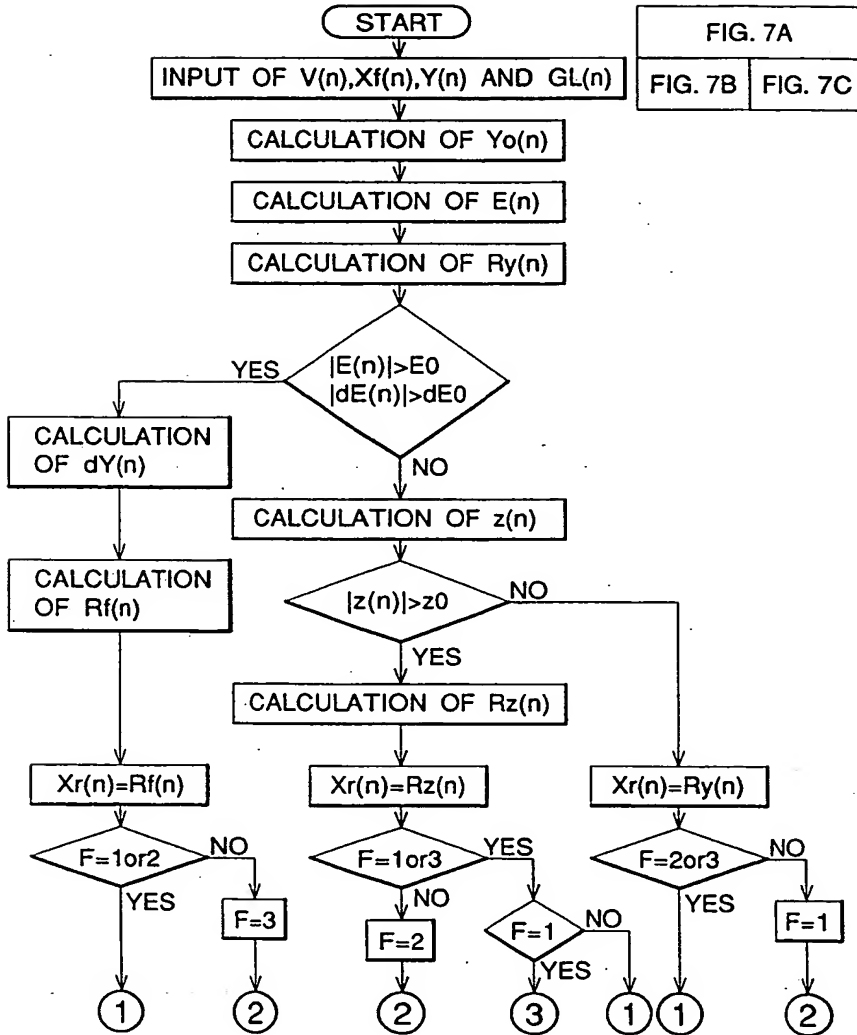 START
FIG. 7A
FIG. 7B FIG. 7C
INPUT OF V(n),Xf(n),Y(n) AND GL(n)
CALCULATION OF Yo(n)
CALCULATION OF E(n)
CALCULATION OF Ry(n)
|E(n)|>E0
|dE(n)|>dE0
YES
NO
CALCULATION
OF dY(n)
CALCULATION OF z(n)
CALCULATION
OF Rf(n)
|z(n)|>z0
NO
YES
CALCULATION OF Rz(n)
Xr(n)=Rf(n)
Xr(n)=Rz(n)
Xr(n)=Ry(n)
F=1or2
NO
YES
F=3
F=1or3
YES
NO
F=2
F=1
NO
YES
F=2or3
NO
YES
F=1
1 2 2 3 1 1 2